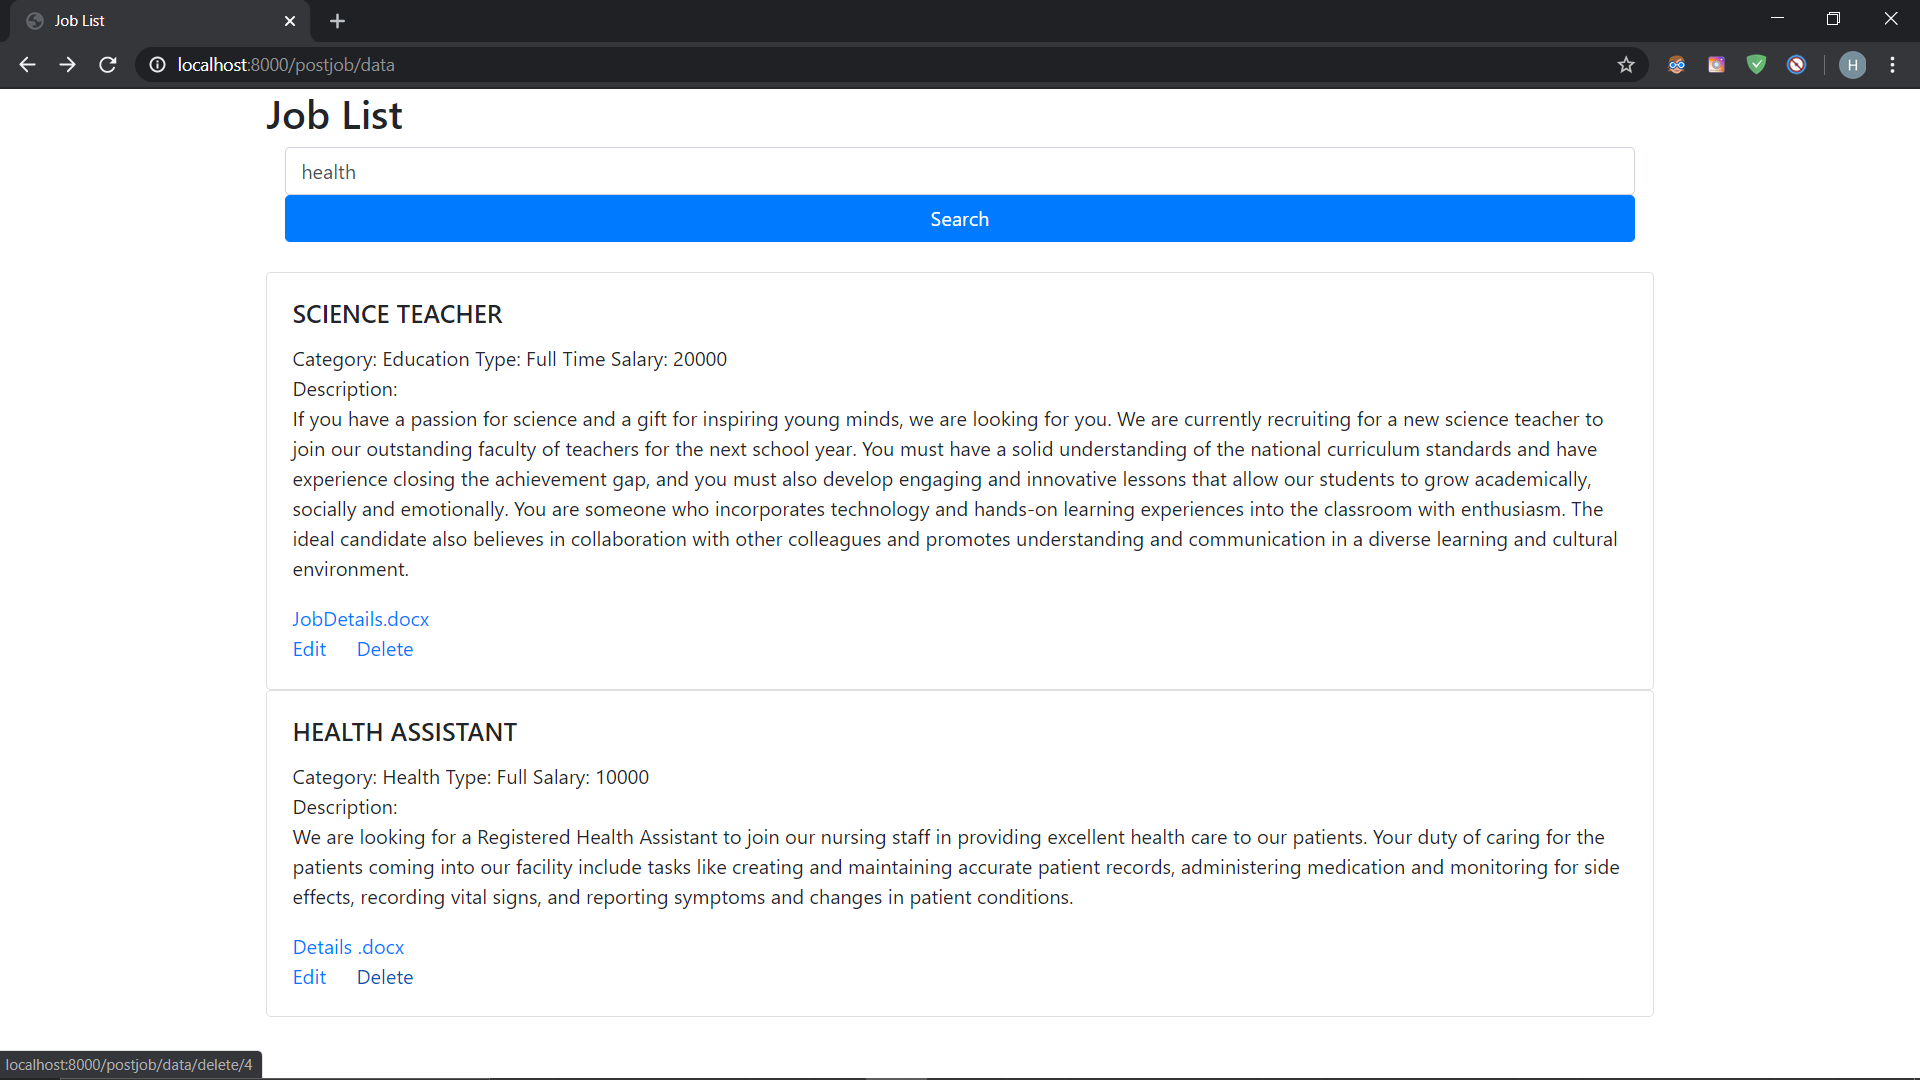 Job List
localhost:8000/postjob/data
H
Job List
health
Search
SCIENCE TEACHER
Category: Education Type: Full Time Salary: 20000
Description:
If you have a passion for science and a gift for inspiring young minds, we are looking for you. We are currently recruiting for a new science teacher to
join our outstanding faculty of teachers for the next school year. You must have a solid understanding of the national curriculum standards and have
experience closing the achievement gap, and you must also develop engaging and innovative lessons that allow our students to grow academically,
socially and emotionally. You are someone who incorporates technology and hands-on learning experiences into the classroom with enthusiasm. The
ideal candidate also believes in collaboration with other colleagues and promotes understanding and communication in a diverse learning and cultural
environment.
JobDetails.docx
Edit Delete
HEALTH ASSISTANT
Category: Health Type: Full Salary: 10000
Description:
We are looking for a Registered Health Assistant to join our nursing staff in providing excellent health care to our patients. Your duty of caring for the
patients coming into our facility include tasks like creating and maintaining accurate patient records, administering medication and monitoring for side
effects, recording vital signs, and reporting symptoms and changes in patient conditions.
Details .docx
Edit Delete
localhost:8000/postjob/data/delete/4